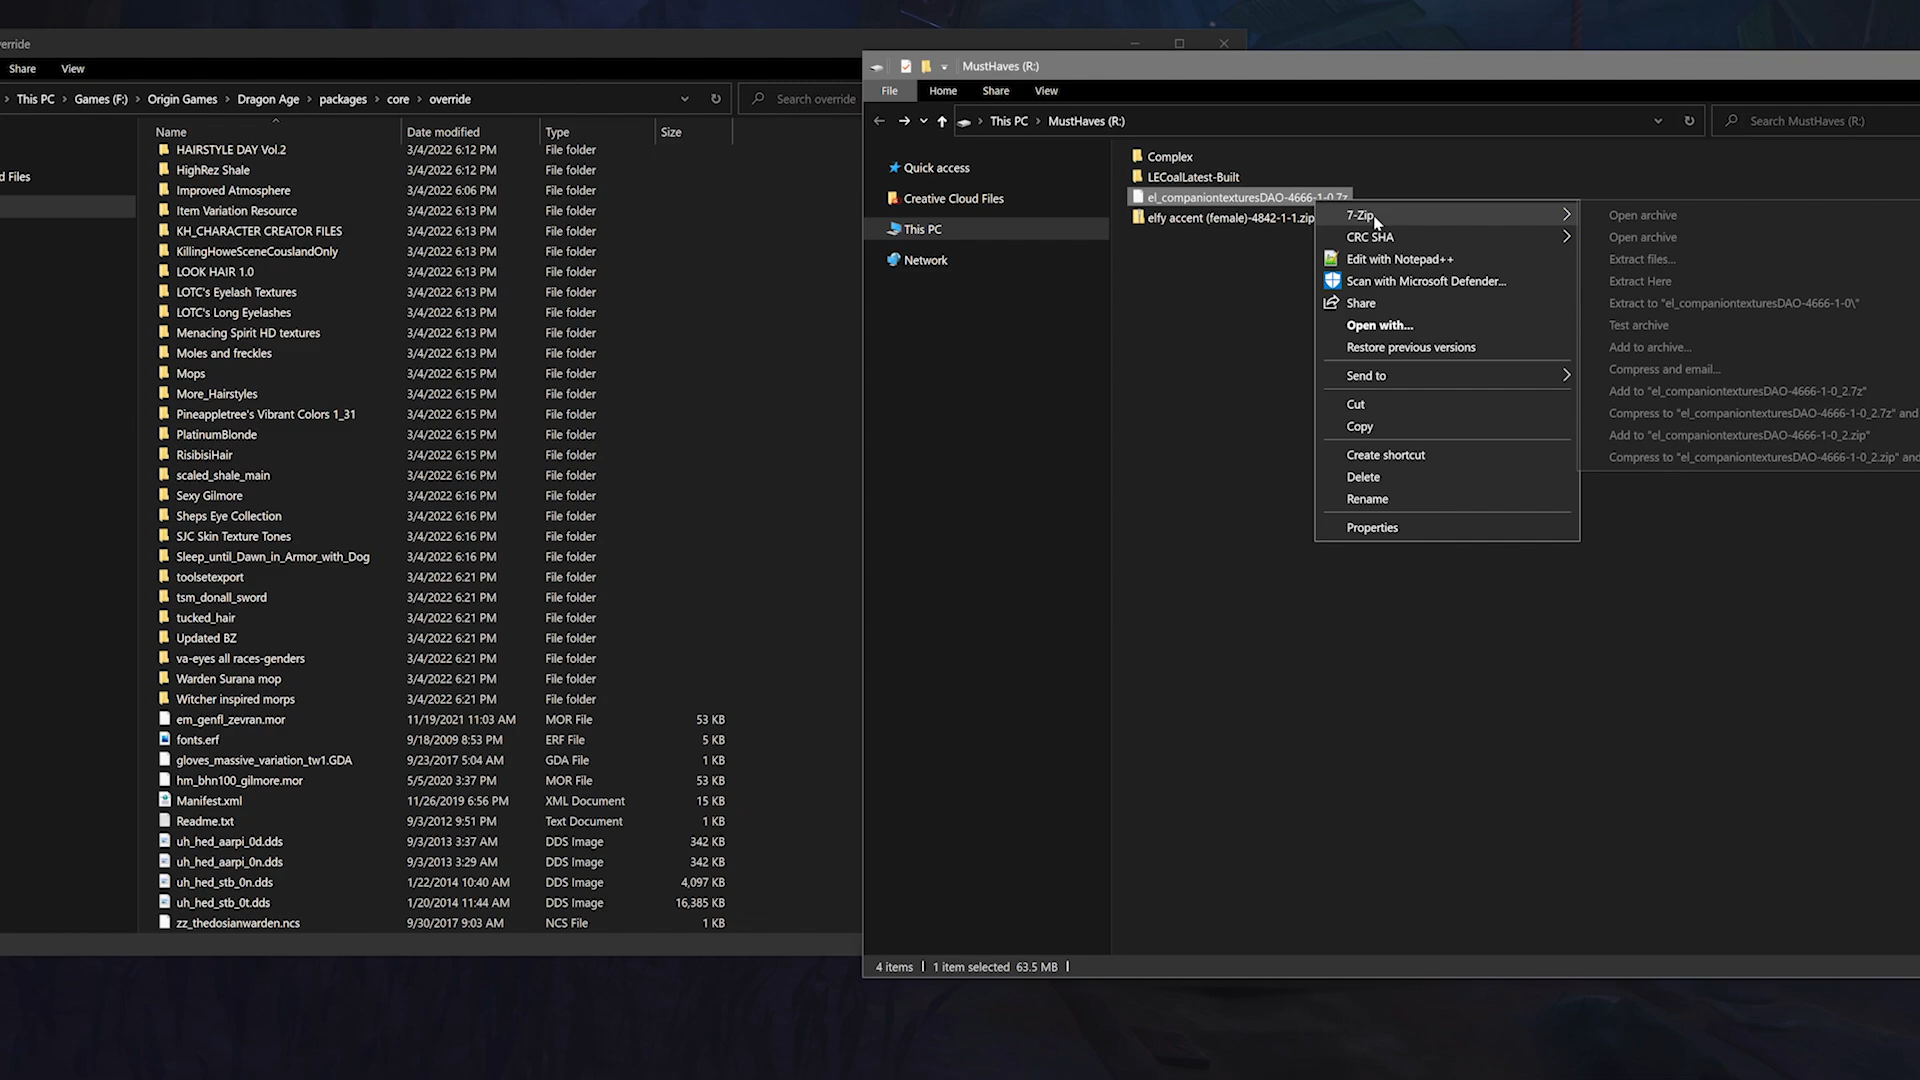 erride
Share View
This PC > Games (F:) > Origin Games > Dragon Age > packages > core > override
Search override
d Files
Name Date modified Type Size
HAIRSTYLE DAY Vol.2 3/4/2022 6:12 PM File folder
HighRez Shale 3/4/2022 6:12 PM File folder
Improved Atmosphere 3/4/2022 6:06 PM File folder
Item Variation Resource 3/4/2022 6:13 PM File folder
KH_CHARACTER CREATOR FILES 3/4/2022 6:13 PM File folder
KillingHoweSceneCouslandOnly 3/4/2022 6:13 PM File folder
LOOK HAIR 1.0 3/4/2022 6:13 PM File folder
LOTC's Eyelash Textures 3/4/2022 6:13 PM File folder
LOTC's Long Eyelashes 3/4/2022 6:13 PM File folder
Menacing Spirit HD textures 3/4/2022 6:13 PM File folder
Moles and freckles 3/4/2022 6:13 PM File folder
Mops 3/4/2022 6:15 PM File folder
More_Hairstyles 3/4/2022 6:15 PM File folder
Pineappletree's Vibrant Colors 1_31 3/4/2022 6:15 PM File folder
PlatinumBlonde 3/4/2022 6:15 PM File folder
RisibisiHair 3/4/2022 6:15 PM File folder
scaled_shale_main 3/4/2022 6:16 PM File folder
Sexy Gilmore 3/4/2022 6:16 PM File folder
Sheps Eye Collection 3/4/2022 6:16 PM File folder
SJC Skin Texture Tones 3/4/2022 6:16 PM File folder
Sleep_until_Dawn_in_Armor_with_Dog 3/4/2022 6:16 PM File folder
toolsetexport 3/4/2022 6:21 PM File folder
tsm_donall_sword 3/4/2022 6:21 PM File folder
tucked_hair 3/4/2022 6:21 PM File folder
Updated BZ 3/4/2022 6:21 PM File folder
va-eyes all races-genders 3/4/2022 6:21 PM File folder
Warden Surana mop 3/4/2022 6:21 PM File folder
Witcher inspired morps 3/4/2022 6:21 PM File folder
em_genfl_zevran.mor 11/19/2021 11:03 AM MOR File 53 KB
fonts.erf 9/18/2009 8:53 PM ERF File 5 KB
gloves_massive_variation_tw1.GDA 9/23/2017 5:04 AM GDA File 1 KB
hm_bhn100_gilmore.mor 5/5/2020 3:37 PM MOR File 53 KB
Manifest.xml 11/26/2019 6:56 PM XML Document 15 KB
Readme.txt 9/3/2012 9:51 PM Text Document 1 KB
uh_hed_aarpi_0d.dds 9/3/2013 3:37 AM DDS Image 342 KB
uh_hed_aarpi_0n.dds 9/3/2013 3:29 AM DDS Image 342 KB
uh_hed_stb_0n.dds 1/22/2014 10:40 AM DDS Image 4,097 KB
uh_hed_stb_0t.dds 1/20/2014 11:44 AM DDS Image 16,385 KB
zz_thedosianwarden.ncs 9/30/2017 9:03 AM NCS File 1 KB
MustHaves (R:)
File Home Share View
This PC > MustHaves (R:)
Search MustHaves (R:)
Quick access
Creative Cloud Files
This PC
Network
Complex
LECoalLatest-Built
el_companiontexturesDAO-4666-1-0.7z
elfy accent (female)-4842-1-1.zip
7-Zip
CRC SHA
Edit with Notepad++
Scan with Microsoft Defender...
Share
Open with...
Restore previous versions
Send to
Cut
Copy
Create shortcut
Delete
Rename
Properties
Open archive
Open archive
Extract files...
Extract Here
Extract to "el_companiontexturesDAO-4666-1-0\"
Test archive
Add to archive...
Compress and email...
Add to "el_companiontexturesDAO-4666-1-0_2.7z"
Compress to "el_companiontexturesDAO-4666-1-0_2.7z" and
Add to "el_companiontexturesDAO-4666-1-0_2.zip"
Compress to "el_companiontexturesDAO-4666-1-0_2.zip" and
4 items 1 item selected 63.5 MB